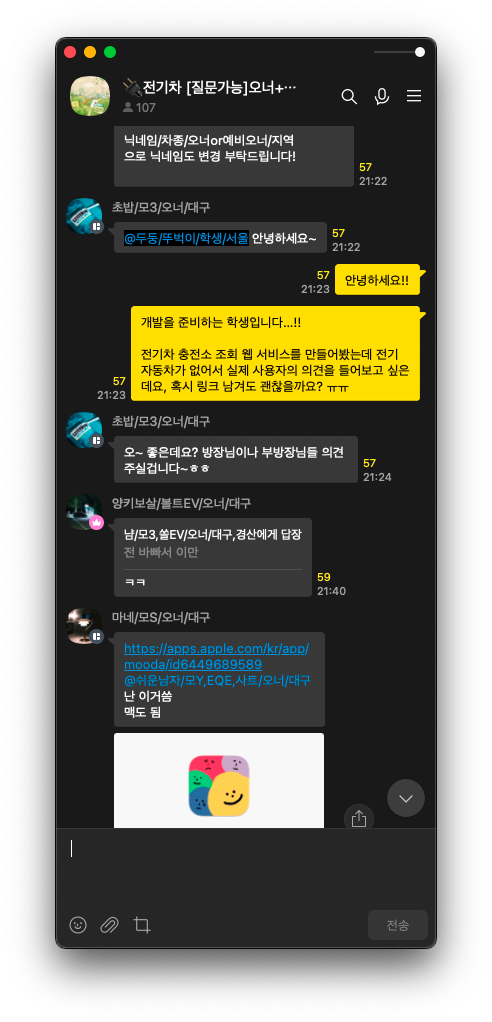 전기차 [질문가능]오너+···
107
닉네임/차종/오너or예비오너/지역
으로 닉네임도 변경 부탁드립니다!
57
21:22
초밥/모3/오너/대구
@두둥/뚜벅이/학생/서울 안녕하세요~
57
21:22
57
21:23
안녕하세요!!
개발을 준비하는 학생입니다...!!
전기차 충전소 조회 웹 서비스를 만들어봤는데 전기
자동차가 없어서 실제 사용자의 의견을 들어보고 싶은
데요, 혹시 링크 남겨도 괜찮을까요? ㅠㅠ
57
21:23
초밥/모3/오너/대구
오~ 좋은데요? 방장님이나 부방장님들 의견
주실겁니다~ㅎㅎ
57
21:24
양키보살/볼트EV/오너/대구
냠/모3,쏠EV/오너/대구,경산에게 답장
전 바빠서 이만
ㅋㅋ
59
21:40
마네/모S/오너/대구
https://apps.apple.com/kr/app/
mooda/id6449689589
@쉬운남자/모Y,EQE,사트/오너/대구
난 이거씀
맥도 됨
전송